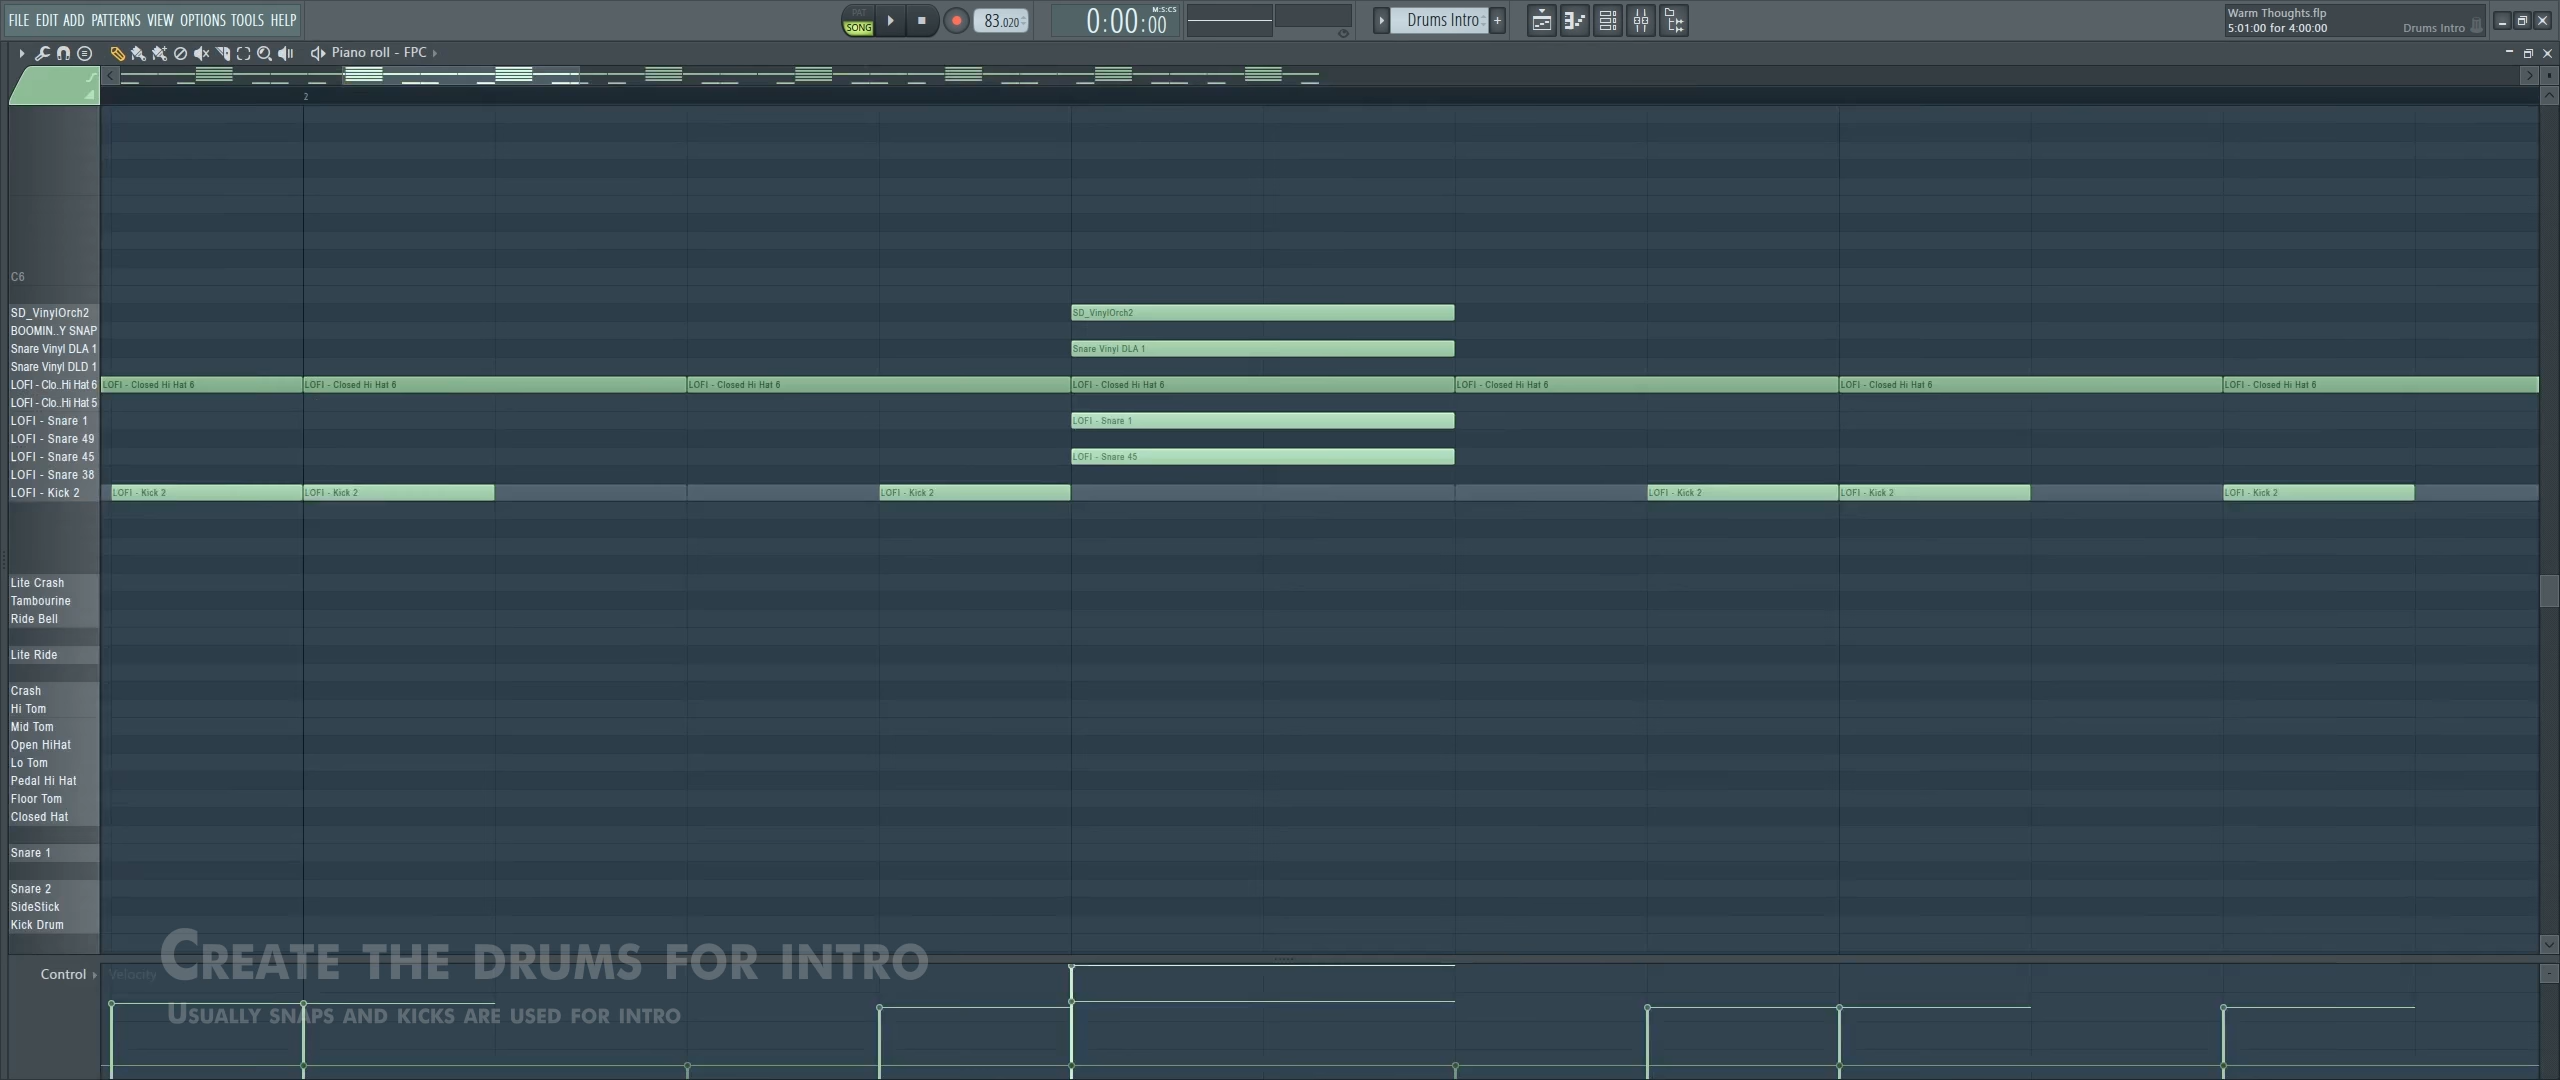 FILE EDIT ADD PATTERNS VIEW OPTIONS TOOLS HELP
PAT
SONG
83.020
M:S:CS
0:00:00
Drums Intro
Warm Thoughts.flp
5:01:00 for 4:00:00
Drums Intro
Piano roll - FPC
2
C6
SD_VinylOrch2
SD_VinylOrch2
BOOMIN..Y SNAP
Snare Vinyl DLA 1
Snare Vinyl DLA 1
Snare Vinyl DLD 1
LOFI - Clo..Hi Hat 6
LOFI - Closed Hi Hat 6 LOFI - Closed Hi Hat 6 LOFI - Closed Hi Hat 6 LOFI - Closed Hi Hat 6 LOFI - Closed Hi Hat 6 LOFI - Closed Hi Hat 6 LOFI - Closed Hi Hat 6
LOFI - Clo..Hi Hat 5
LOFI - Snare 1
LOFI - Snare 1
LOFI - Snare 49
LOFI - Snare 45
LOFI - Snare 45
LOFI - Snare 38
LOFI - Kick 2
LOFI - Kick 2 LOFI - Kick 2 LOFI - Kick 2 LOFI - Kick 2 LOFI - Kick 2 LOFI - Kick 2
Lite Crash
Tambourine
Ride Bell
Lite Ride
Crash
Hi Tom
Mid Tom
Open HiHat
Lo Tom
Pedal Hi Hat
Floor Tom
Closed Hat
Snare 1
Snare 2
SideStick
Kick Drum
CREATE THE DRUMS FOR INTRO
Control
Velocity
USUALLY SNAPS AND KICKS ARE USED FOR INTRO